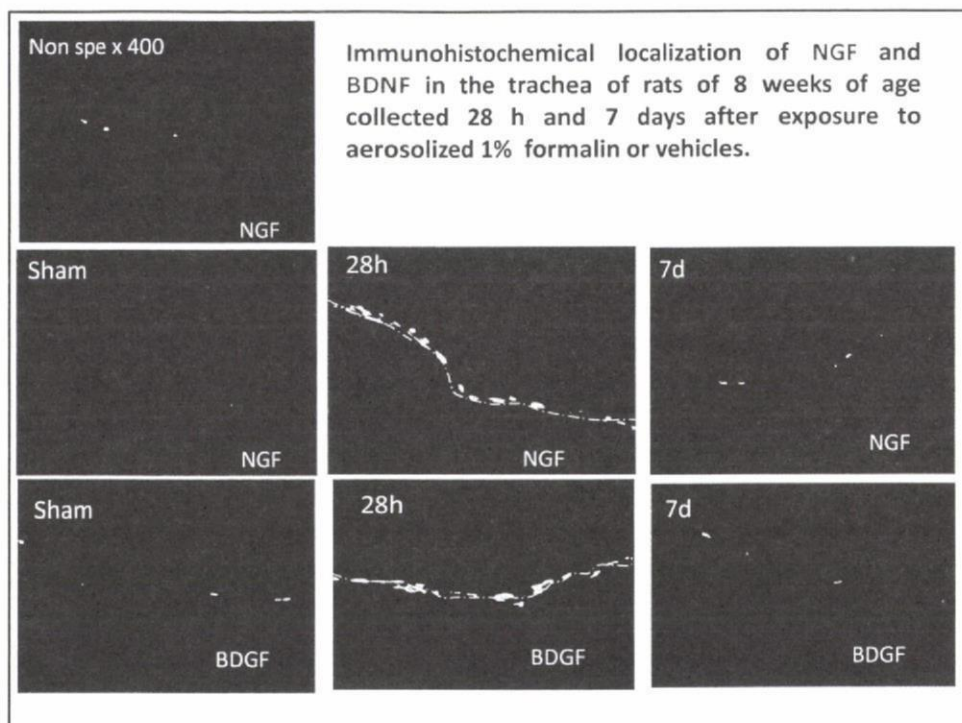 Non spe x 400
NGF
Immunohistochemical localization of NGF and
BDNF in the trachea of rats of 8 weeks of age
collected 28 h and 7 days after exposure to
aerosolized 1% formalin or vehicles.
Sham
NGF
28h
NGF
7d
NGF
Sham
BDGF
28h
BDGF
7d
BDGF